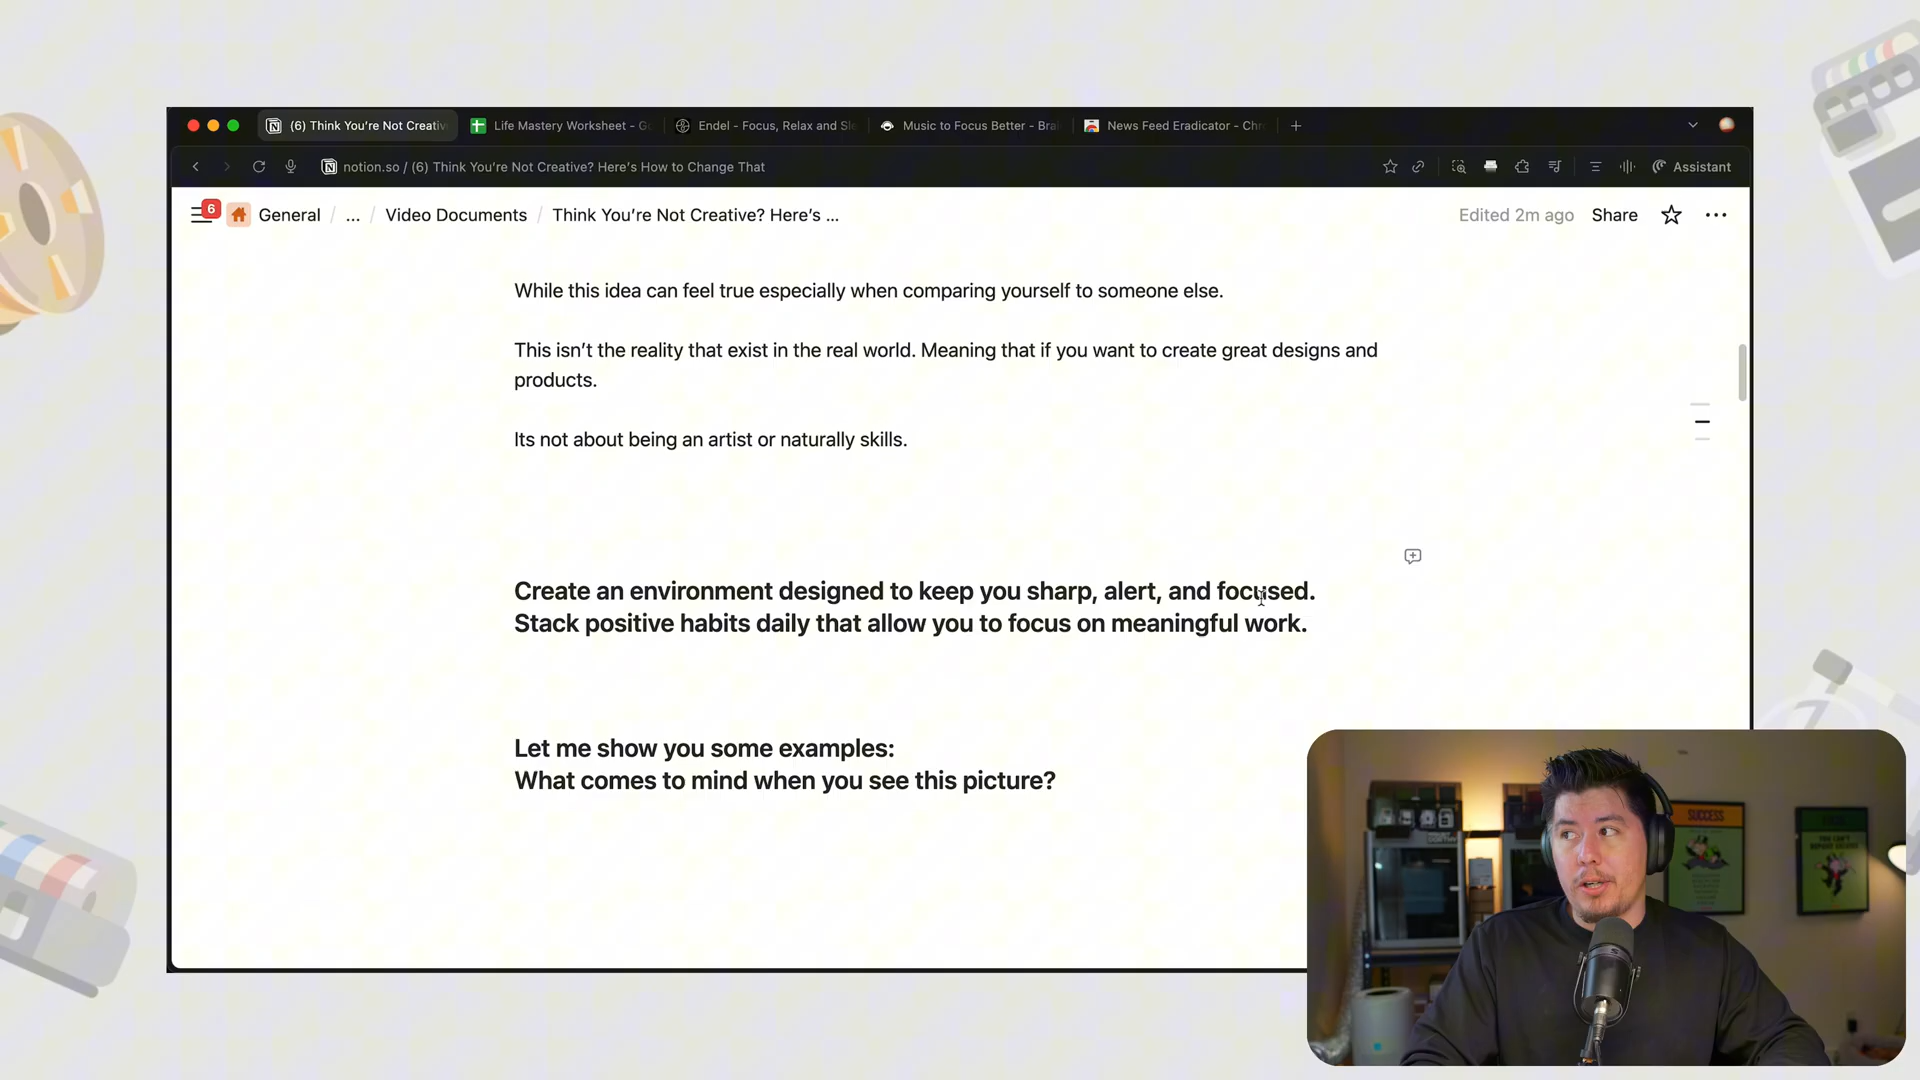 (6) Think You're Not Creativ
Life Mastery Worksheet - G
Endel - Focus, Relax and Sle
Music to Focus Better - Brai
News Feed Eradicator - Chr
notion.so / (6) Think You're Not Creative? Here's How to Change That
Assistant
6
General / ... / Video Documents / Think You're Not Creative? Here's ...
Edited 2m ago
Share
While this idea can feel true especially when comparing yourself to someone else.
This isn't the reality that exist in the real world. Meaning that if you want to create great designs and
products.
Its not about being an artist or naturally skills.
Create an environment designed to keep you sharp, alert, and focused.
Stack positive habits daily that allow you to focus on meaningful work.
Let me show you some examples:
What comes to mind when you see this picture?
SUCCESS